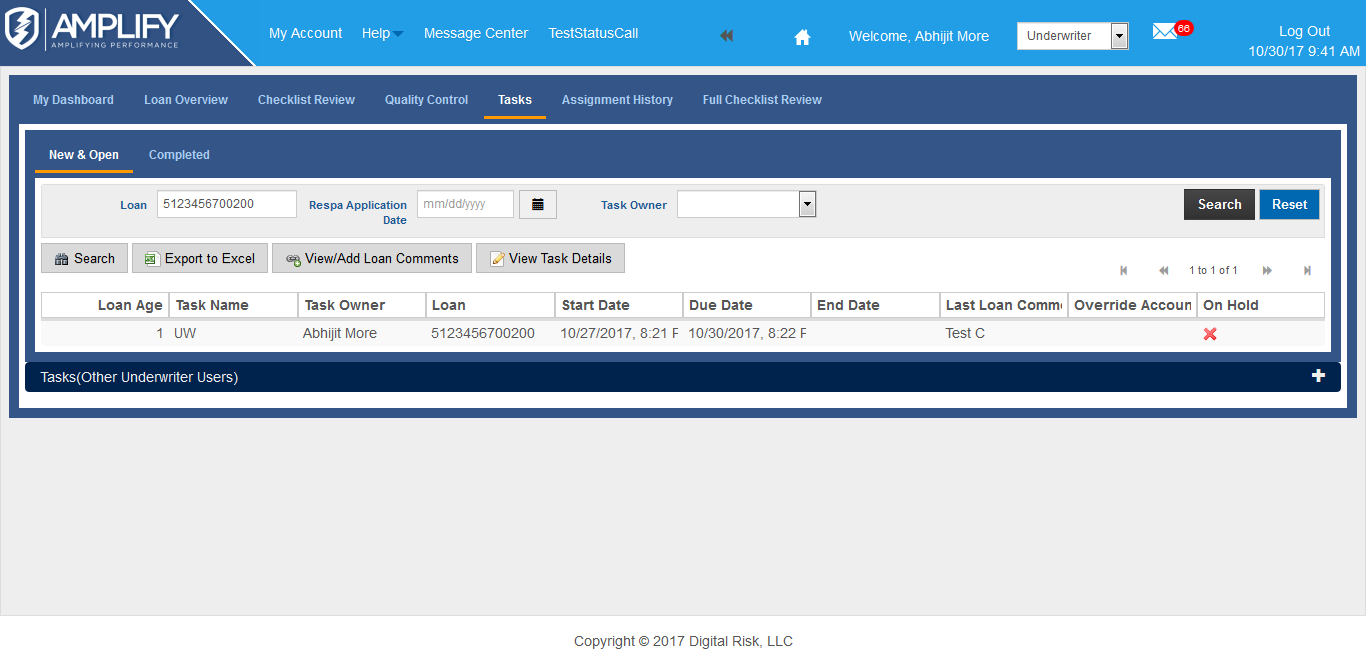 AMPLIFY
AMPLIFYING PERFORMANCE
My Account Help Message Center TestStatusCall Welcome, Abhijit More Underwriter 66 Log Out
10/30/17 9:41 AM
My Dashboard Loan Overview Checklist Review Quality Control Tasks Assignment History Full Checklist Review
New & Open Completed
Loan 5123456700200 Respa Application Date mm/dd/yyyy Task Owner Search Reset
Search Export to Excel View/Add Loan Comments View Task Details
1 to 1 of 1
Loan Age Task Name Task Owner Loan Start Date Due Date End Date Last Loan Comme Override Accoun On Hold
1 UW Abhijit More 5123456700200 10/27/2017, 8:21 P 10/30/2017, 8:22 P Test C
Tasks(Other Underwriter Users)
Copyright © 2017 Digital Risk, LLC